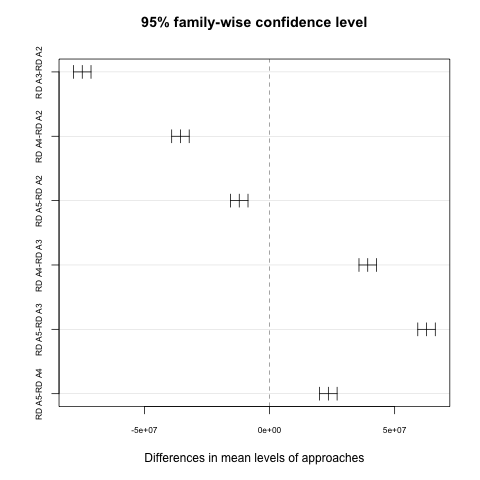 95% family-wise confidence level
RD A3-RD A2
RD A4-RD A2
RD A5-RD A2
RD A4-RD A3
RD A5-RD A3
RD A5-RD A4
-5e+07 0e+00 5e+07
Differences in mean levels of approaches